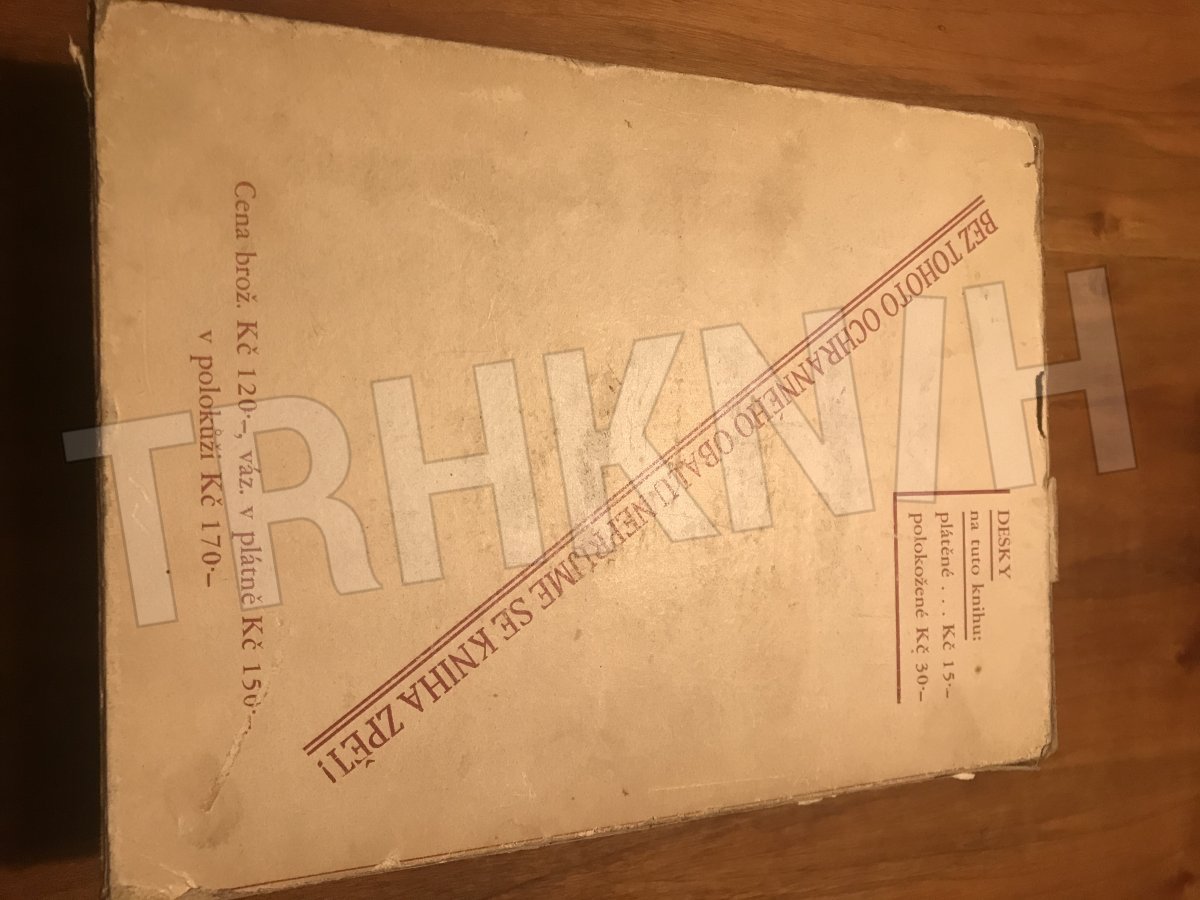 DESKY
na tuto knihu:
plátěné . . . Kč 15·–
polokožené Kč 30·–
BEZ TOHOTO OCHRANNÉHO OBALU NEPŘIJME SE KNIHA ZPĚT!
Cena brož. Kč 120·–, váz. v plátně Kč 150·–,
v polokůži Kč 170·–
TRHKNIH